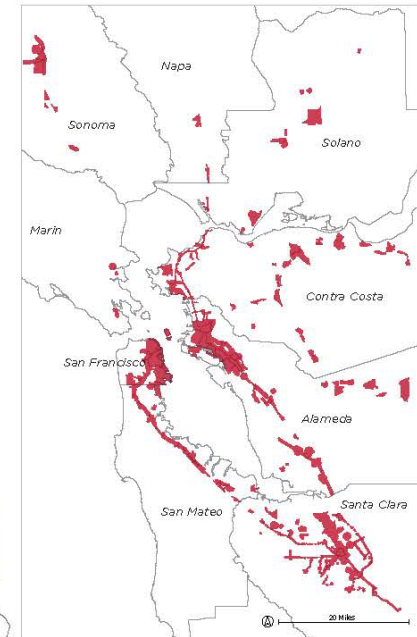 Napa
Sonoma
Solano
Marin
Contra Costa
San Francisco
Alameda
Santa Clara
San Mateo
A
20 Miles